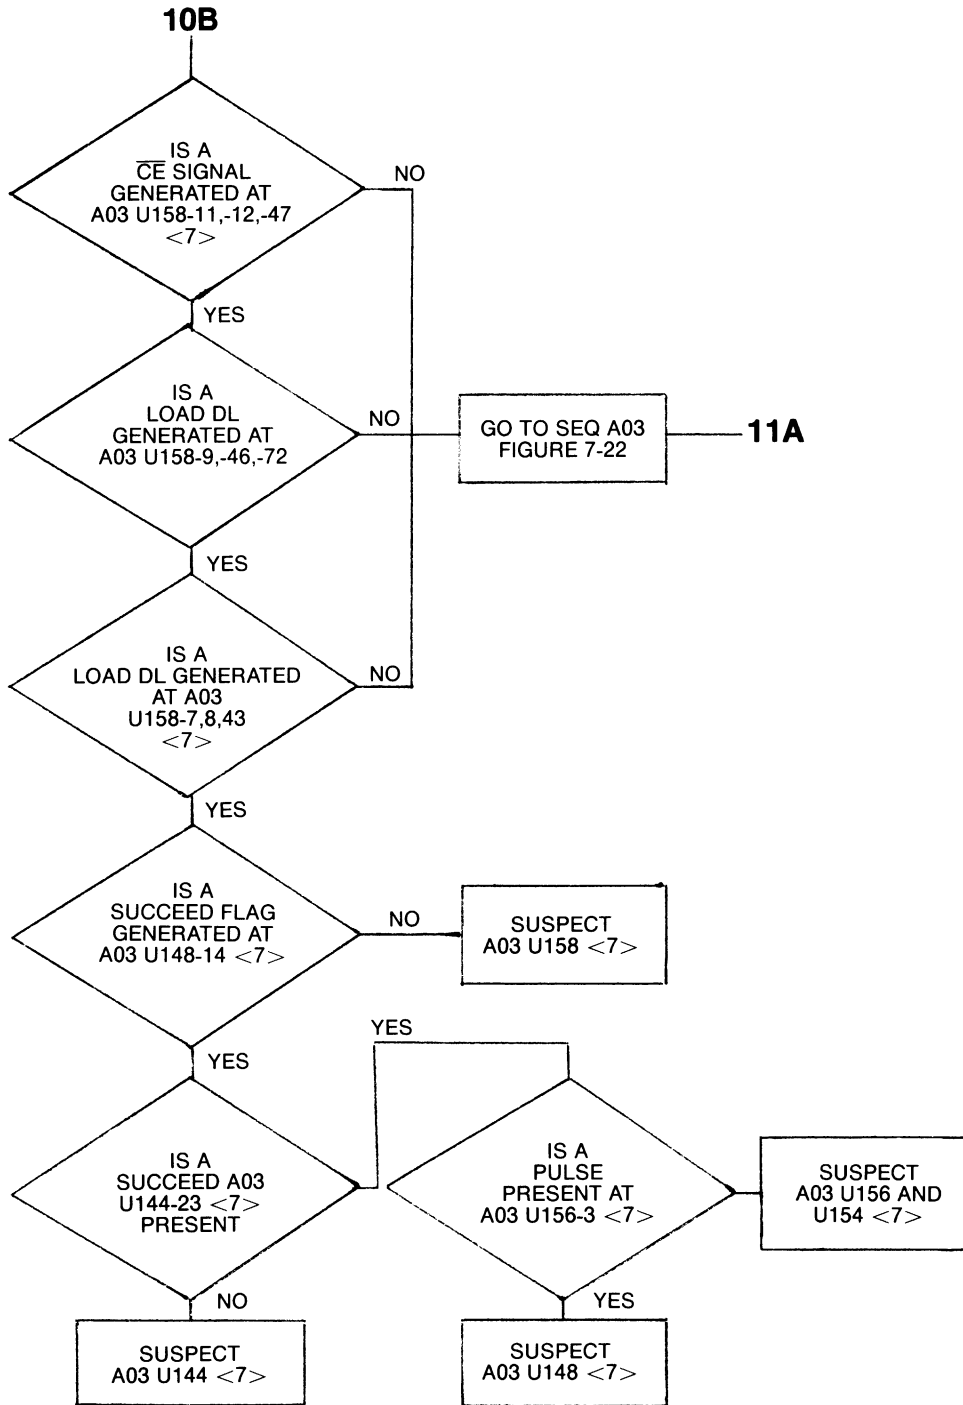 10B
IS A
C̅E̅ SIGNAL
GENERATED AT
A03 U158-11,-12,-47
<7>
NO
YES
IS A
LOAD DL
GENERATED AT
A03 U158-9,-46,-72
NO
GO TO SEQ A03
FIGURE 7-22
11A
YES
IS A
LOAD DL GENERATED
AT A03
U158-7,8,43
<7>
NO
YES
IS A
SUCCEED FLAG
GENERATED AT
A03 U148-14 <7>
NO
SUSPECT
A03 U158 <7>
YES
IS A
SUCCEED A03
U144-23 <7>
PRESENT
YES
IS A
PULSE
PRESENT AT
A03 U156-3 <7>
SUSPECT
A03 U156 AND
U154 <7>
NO
SUSPECT
A03 U144 <7>
YES
SUSPECT
A03 U148 <7>